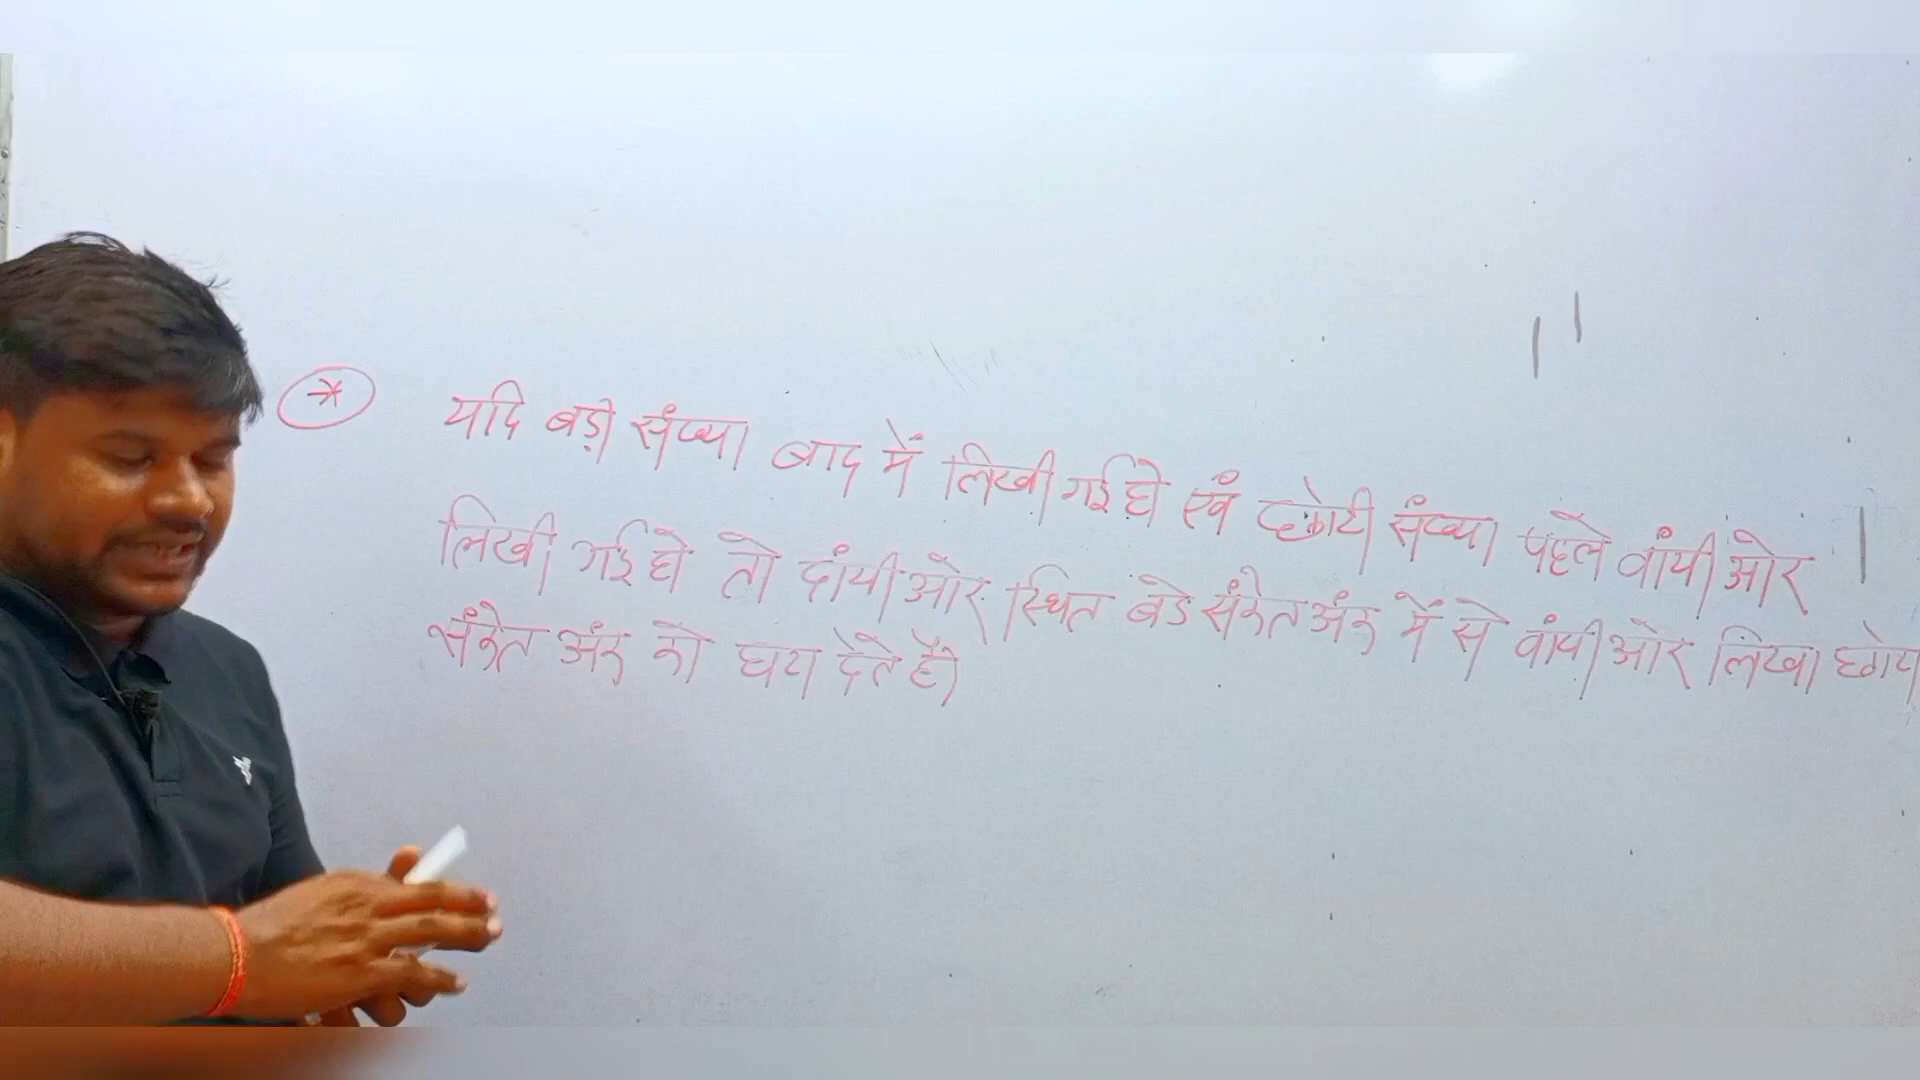 यदि बड़ी संख्या बाद में लिखी गई हो एवं छोटी संख्या पहले वांयी ओर
लिखी गई हो तो दांयी ओर स्थित बडे संकेत अंक में से वांयी ओर लिखा छोटा
संकेत अंक को घटा देते है।